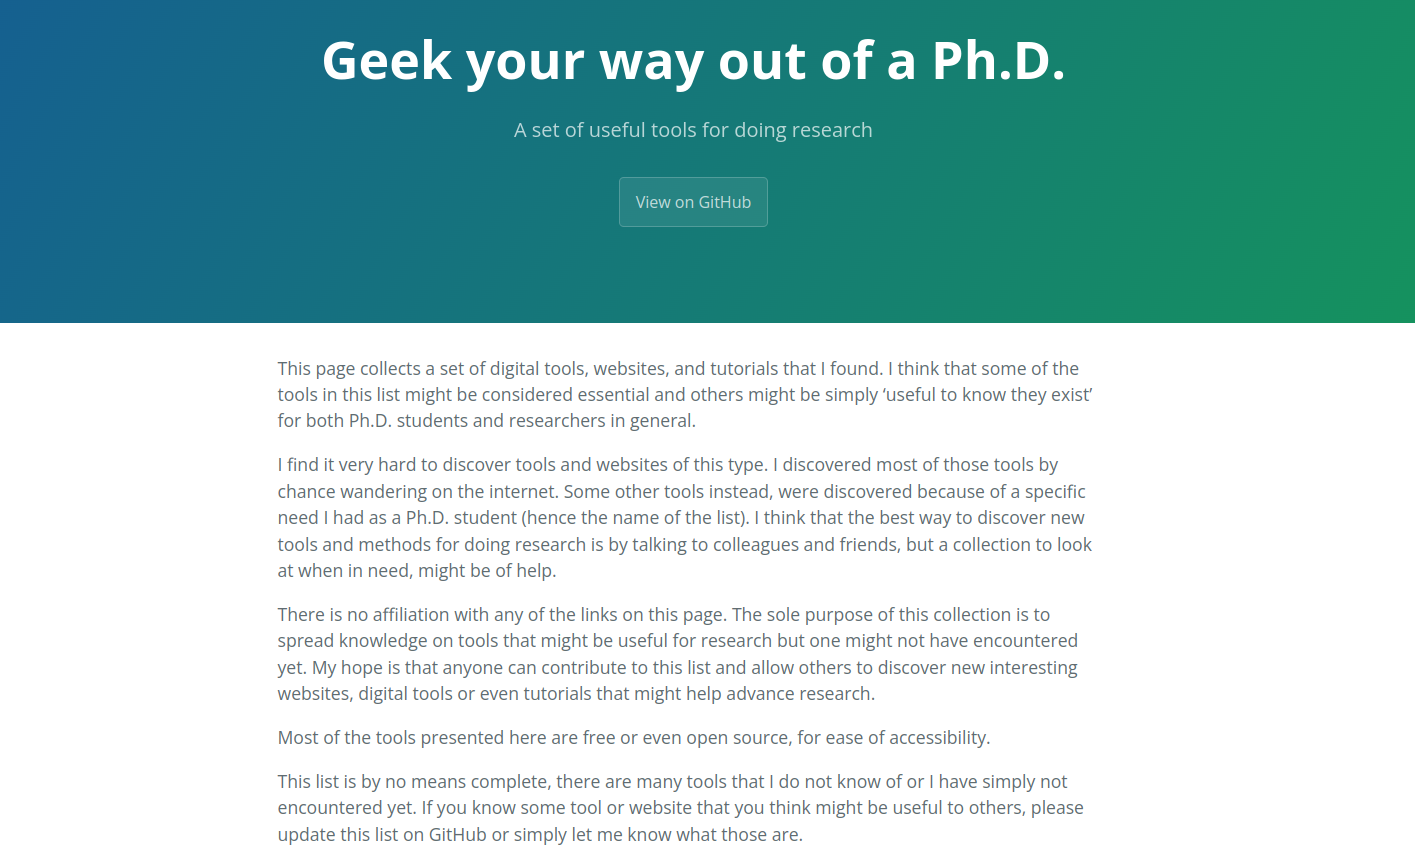 Geek your way out of a Ph.D.
A set of useful tools for doing research
View on GitHub
This page collects a set of digital tools, websites, and tutorials that I found. I think that some of the
tools in this list might be considered essential and others might be simply ‘useful to know they exist’
for both Ph.D. students and researchers in general.
I find it very hard to discover tools and websites of this type. I discovered most of those tools by
chance wandering on the internet. Some other tools instead, were discovered because of a specific
need I had as a Ph.D. student (hence the name of the list). I think that the best way to discover new
tools and methods for doing research is by talking to colleagues and friends, but a collection to look
at when in need, might be of help.
There is no affiliation with any of the links on this page. The sole purpose of this collection is to
spread knowledge on tools that might be useful for research but one might not have encountered
yet. My hope is that anyone can contribute to this list and allow others to discover new interesting
websites, digital tools or even tutorials that might help advance research.
Most of the tools presented here are free or even open source, for ease of accessibility.
This list is by no means complete, there are many tools that I do not know of or I have simply not
encountered yet. If you know some tool or website that you think might be useful to others, please
update this list on GitHub or simply let me know what those are.